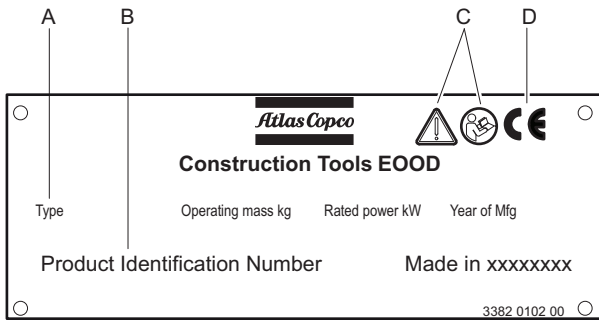 A B C D
Atlas Copco
CE
Construction Tools EOOD
Type Operating mass kg Rated power kW Year of Mfg
Product Identification Number Made in xxxxxxxx
3382 0102 00